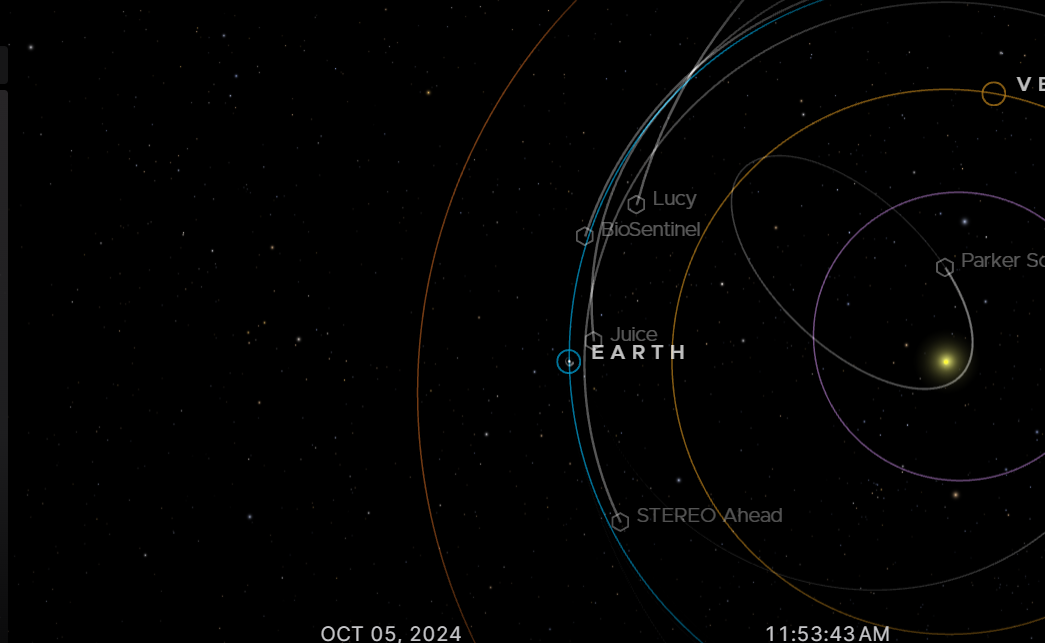 VE
Lucy
BioSentinel
Parker So
Juice
EARTH
STEREO Ahead
OCT 05, 2024
11:53:43 AM